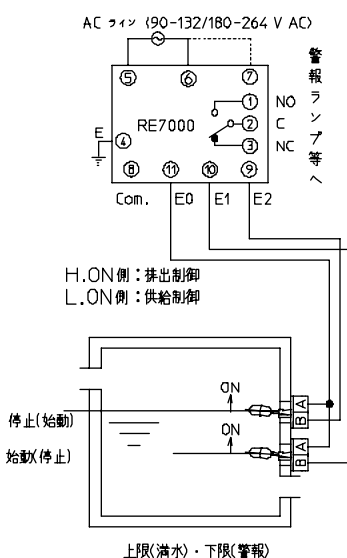 AC ライン (90-132/180-264 V AC)
⑤ ⑥ ⑦
警報ランプ等へ
① NO
RE7000 ② C
E ④ ③ NC
⑧ ⑪ ⑩ ⑨
Com. E0 E1 E2
H.ON側：排出制御
L.ON側：供給制御
ON
A
停止(始動) B
ON
A
始動(停止) B
上限(満水)・下限(警報)